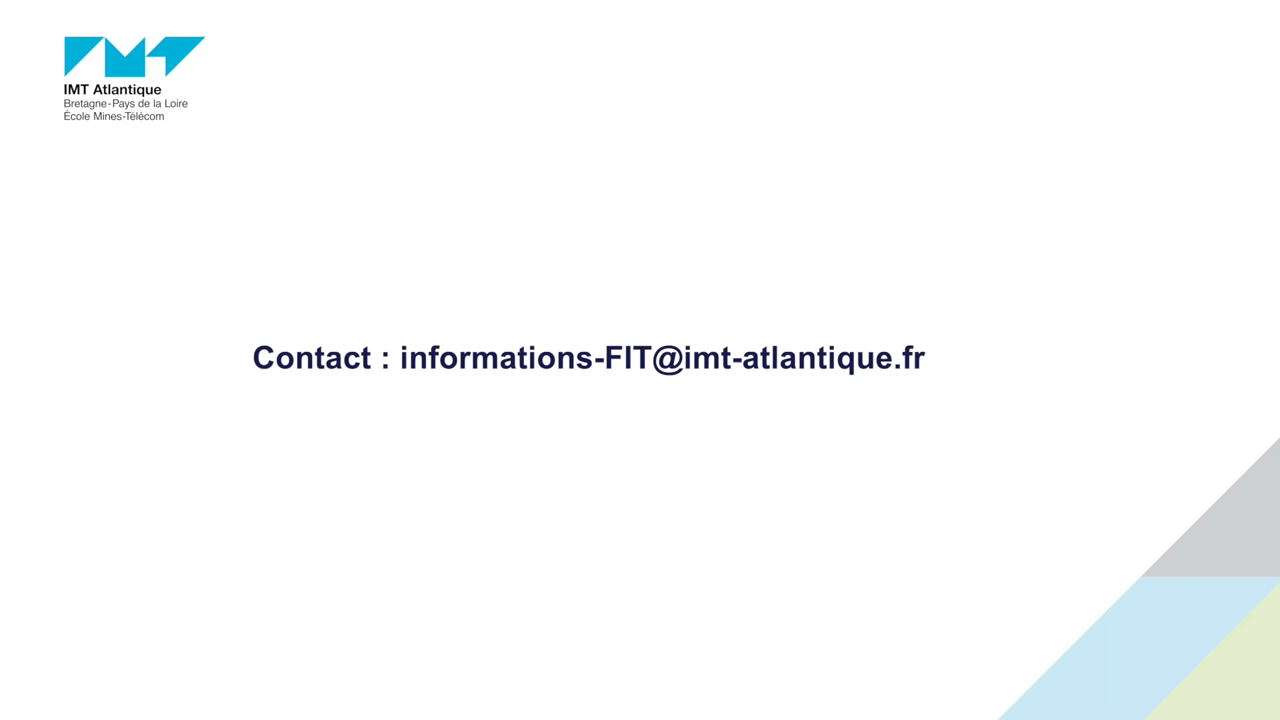 IMT Atlantique
Bretagne-Pays de la Loire
École Mines-Télécom
Contact : informations-FIT@imt-atlantique.fr